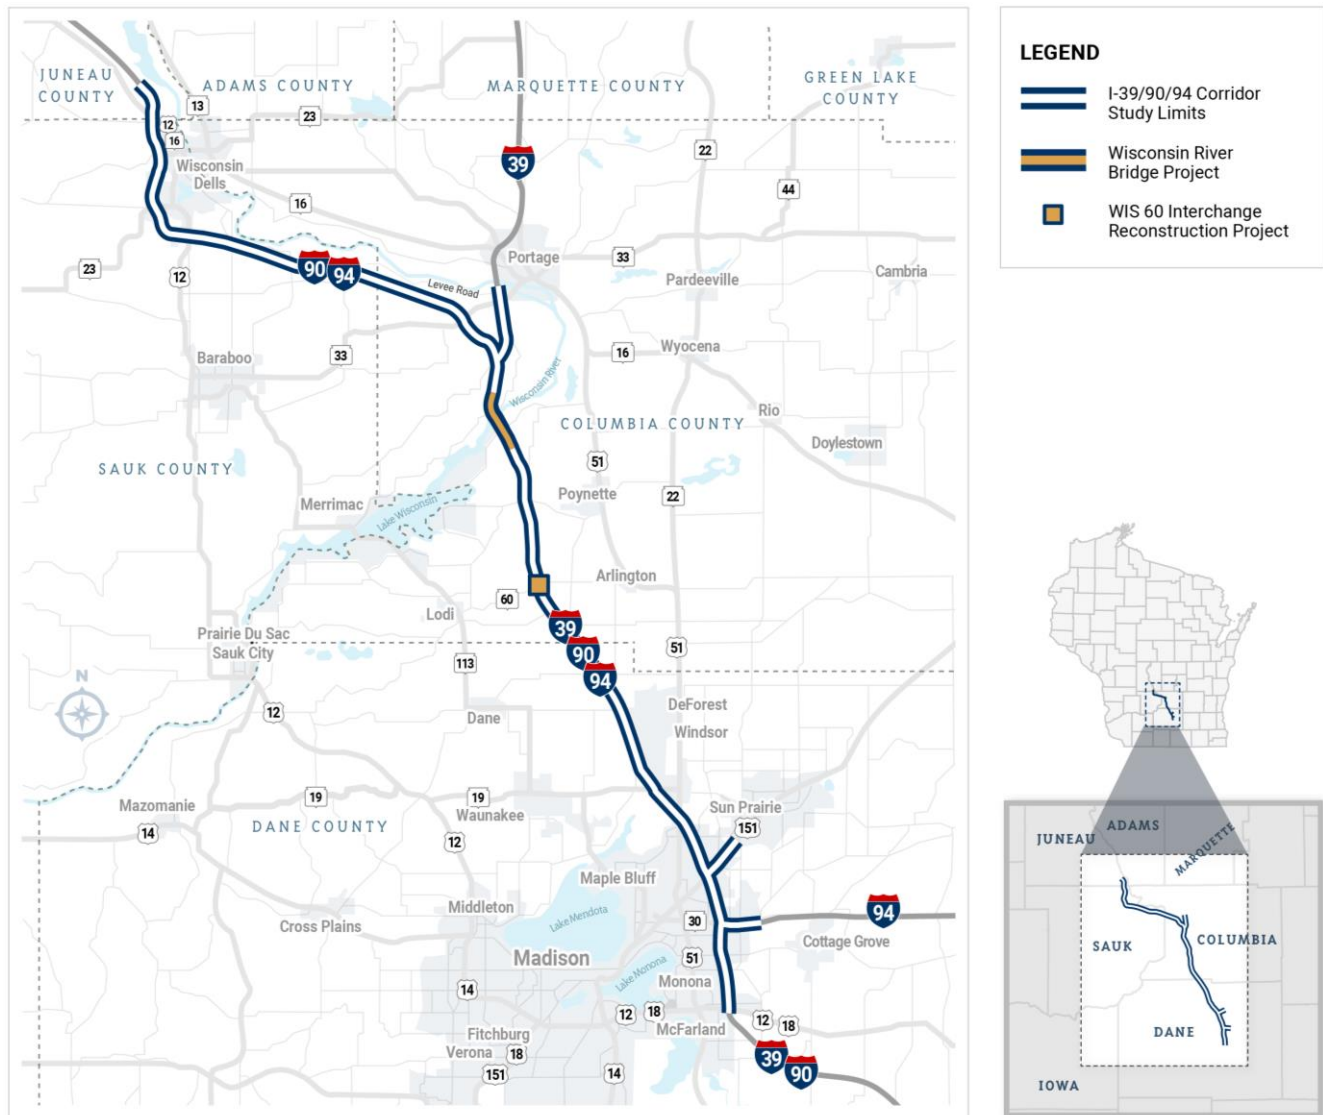 JUNEAU
COUNTY
ADAMS COUNTY
MARQUETTE COUNTY
GREEN LAKE
COUNTY
13
12
16
23
39
22
44
Wisconsin
Dells
16
Portage
33
23
12
90
94
Levee Road
Pardeeville
Cambria
Baraboo
33
16
Wyocena
Wisconsin River
COLUMBIA COUNTY
Rio
Doylestown
SAUK COUNTY
51
Merrimac
Poynette
22
Lake Wisconsin
60
Arlington
Lodi
39
90
94
Prairie Du Sac
Sauk City
113
51
N
12
Dane
DeForest
Windsor
Mazomanie
19
19
Waunakee
Sun Prairie
14
DANE COUNTY
12
151
Maple Bluff
Middleton
Lake Mendota
30
94
Cross Plains
Cottage Grove
Madison
51
Lake Monona
Monona
14
12
18
McFarland
12
18
Fitchburg
Verona
18
151
14
39
90
LEGEND
I-39/90/94 Corridor
Study Limits
Wisconsin River
Bridge Project
WIS 60 Interchange
Reconstruction Project
JUNEAU
ADAMS
MARQUETTE
SAUK
COLUMBIA
DANE
IOWA